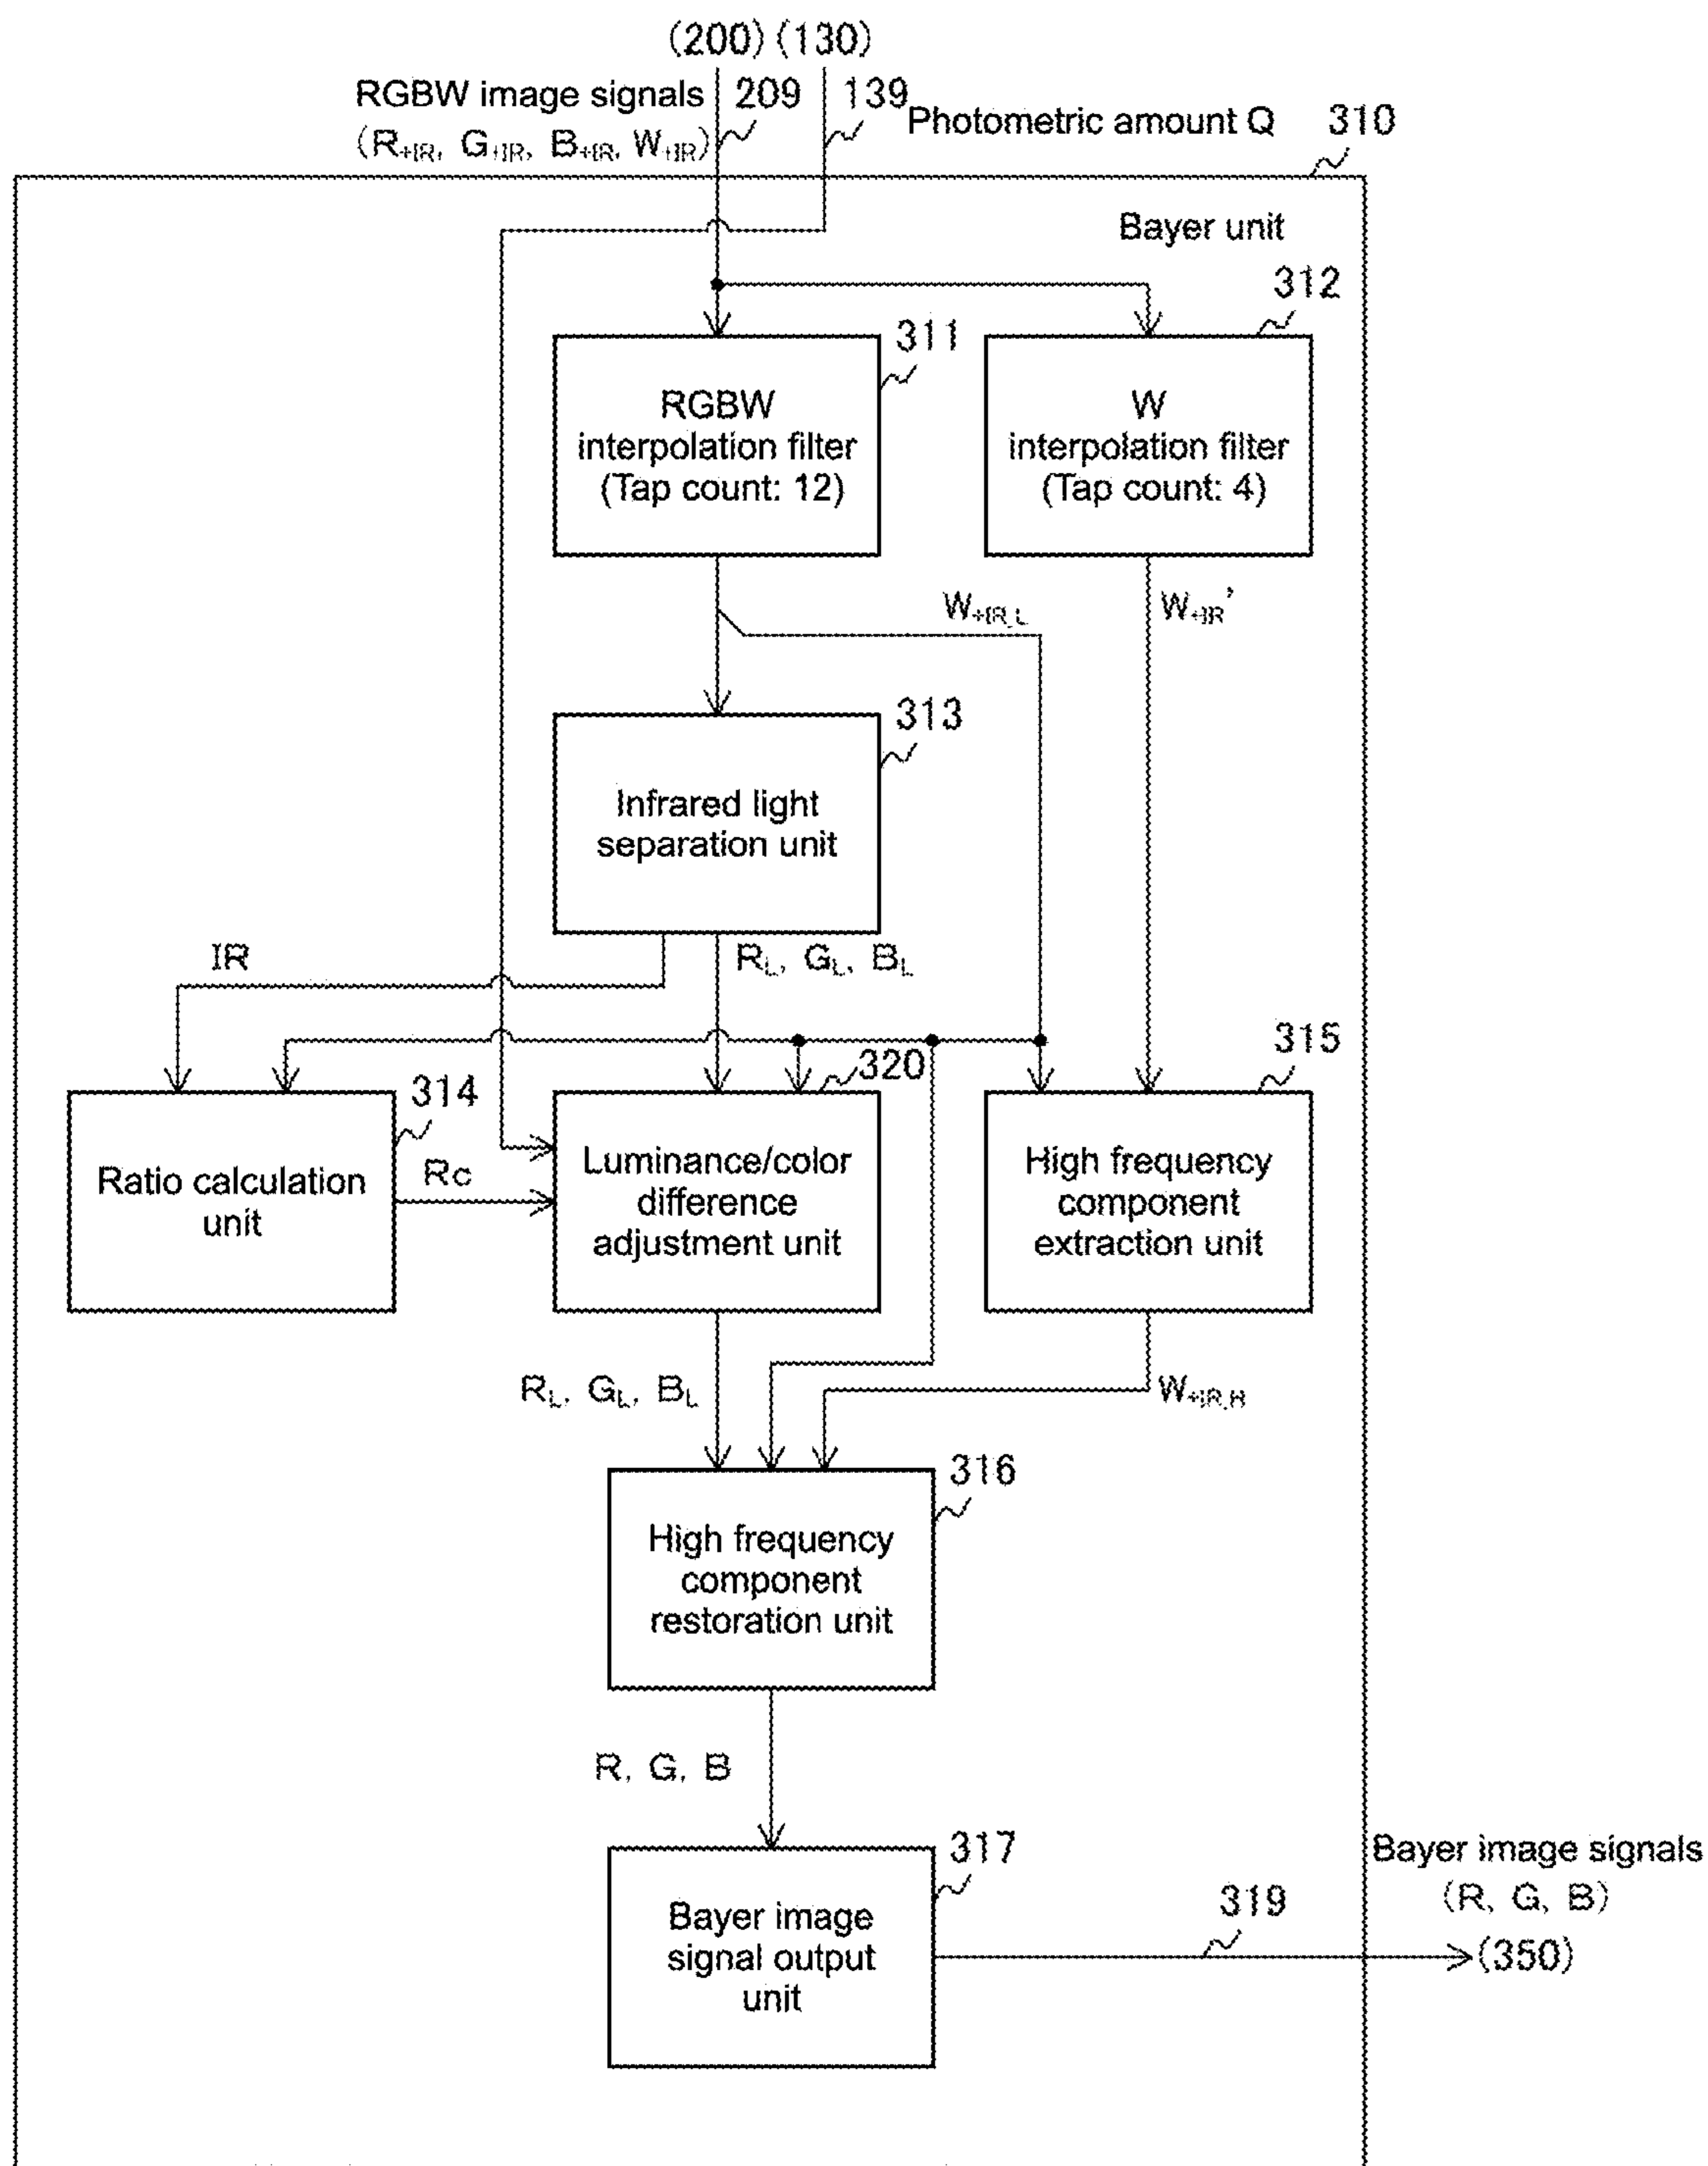 (200) (130)
RGBW image signals 209 139
(R+IR, G+IR, B+IR, W+IR) Photometric amount Q 310
Bayer unit
312
311
RGBW
interpolation filter
(Tap count: 12)
W
interpolation filter
(Tap count: 4)
W+IR_L W+IR'
313
Infrared light
separation unit
IR RL, GL, BL
320 315
314
Ratio calculation
unit
Rc
Luminance/color
difference
adjustment unit
High frequency
component
extraction unit
RL, GL, BL W+IR_H
316
High frequency
component
restoration unit
R, G, B
317
Bayer image
signal output
unit
319
Bayer image signals
(R, G, B)
(350)